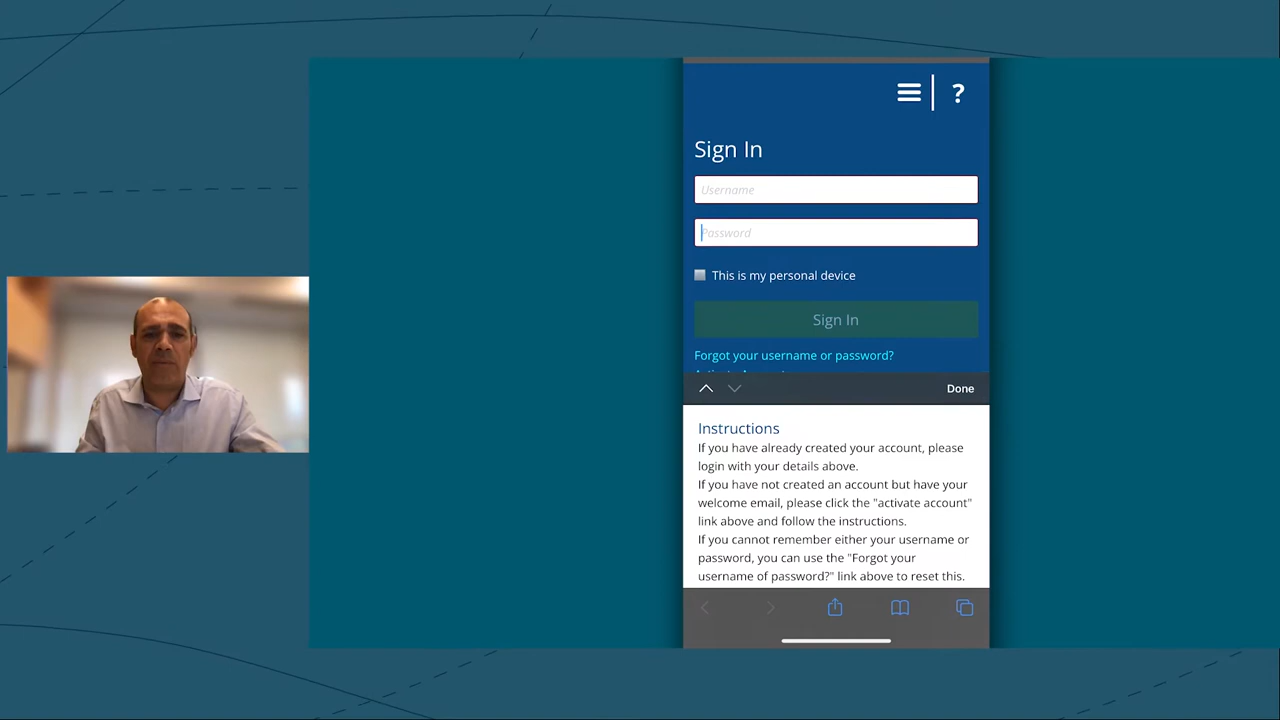 ?
Sign In
Username
Password
This is my personal device
Sign In
Forgot your username or password?
Done
Instructions
If you have already created your account, please
login with your details above.
If you have not created an account but have your
welcome email, please click the "activate account"
link above and follow the instructions.
If you cannot remember either your username or
password, you can use the "Forgot your
username of password?" link above to reset this.